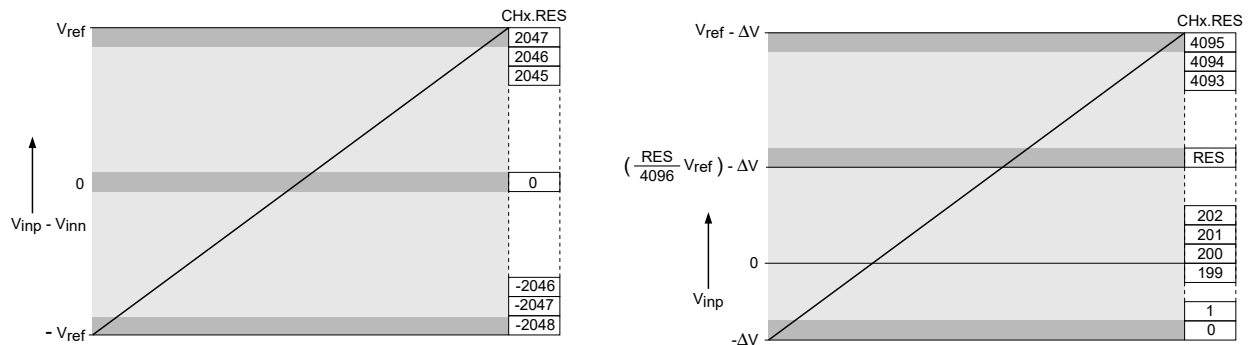 CHx.RES
Vref
2047
2046
2045
0
0
Vinp - Vinn
-2046
-2047
-2048
- Vref
CHx.RES
Vref - ΔV
4095
4094
4093
( RES
4096 Vref ) - ΔV
RES
202
201
200
0
199
Vinp
1
0
-ΔV